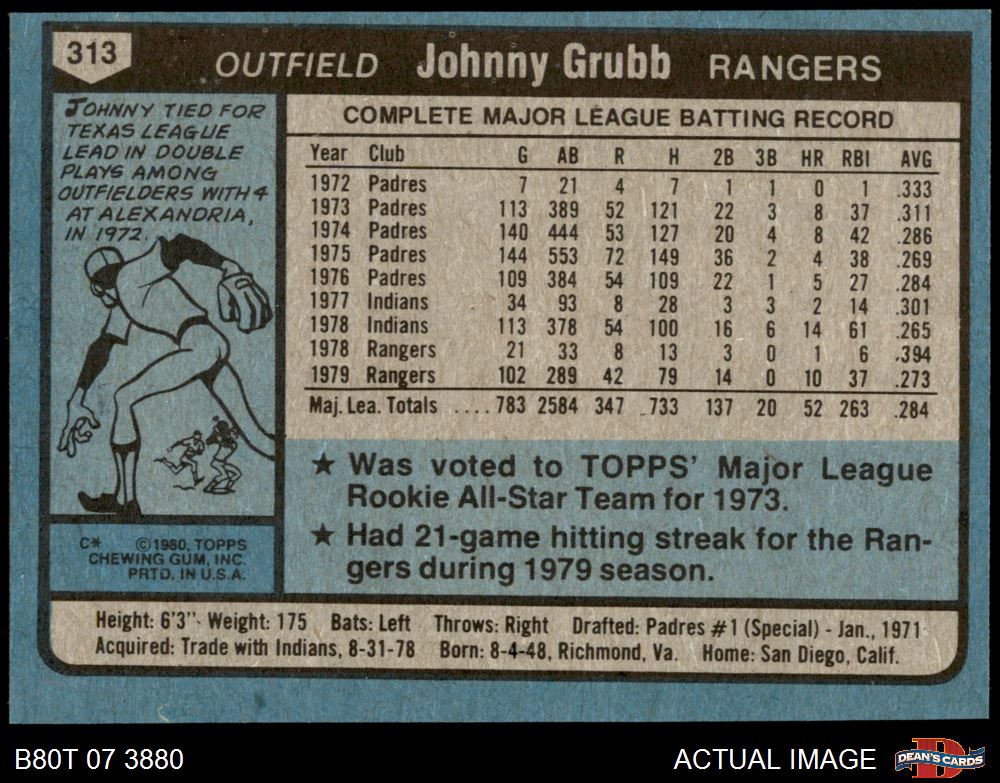 313
OUTFIELD Johnny Grubb RANGERS
JOHNNY TIED FOR
TEXAS LEAGUE
LEAD IN DOUBLE
PLAYS AMONG
OUTFIELDERS WITH 4
AT ALEXANDRIA,
IN 1972.
C* ©1980, TOPPS
CHEWING GUM, INC.
PRTD. IN U.S.A.
COMPLETE MAJOR LEAGUE BATTING RECORD
Year Club G AB R H 2B 3B HR RBI AVG
1972 Padres 7 21 4 7 1 1 0 1 .333
1973 Padres 113 389 52 121 22 3 8 37 .311
1974 Padres 140 444 53 127 20 4 8 42 .286
1975 Padres 144 553 72 149 36 2 4 38 .269
1976 Padres 109 384 54 109 22 1 5 27 .284
1977 Indians 34 93 8 28 3 3 2 14 .301
1978 Indians 113 378 54 100 16 6 14 61 .265
1978 Rangers 21 33 8 13 3 0 1 6 .394
1979 Rangers 102 289 42 79 14 0 10 37 .273
Maj. Lea. Totals .... 783 2584 347 733 137 20 52 263 .284
★ Was voted to TOPPS' Major League
Rookie All-Star Team for 1973.
★ Had 21-game hitting streak for the Ran-
gers during 1979 season.
Height: 6'3" Weight: 175 Bats: Left Throws: Right Drafted: Padres #1 (Special) - Jan., 1971
Acquired: Trade with Indians, 8-31-78 Born: 8-4-48, Richmond, Va. Home: San Diego, Calif.
B80T 07 3880
ACTUAL IMAGE
D
DEAN'S CARDS